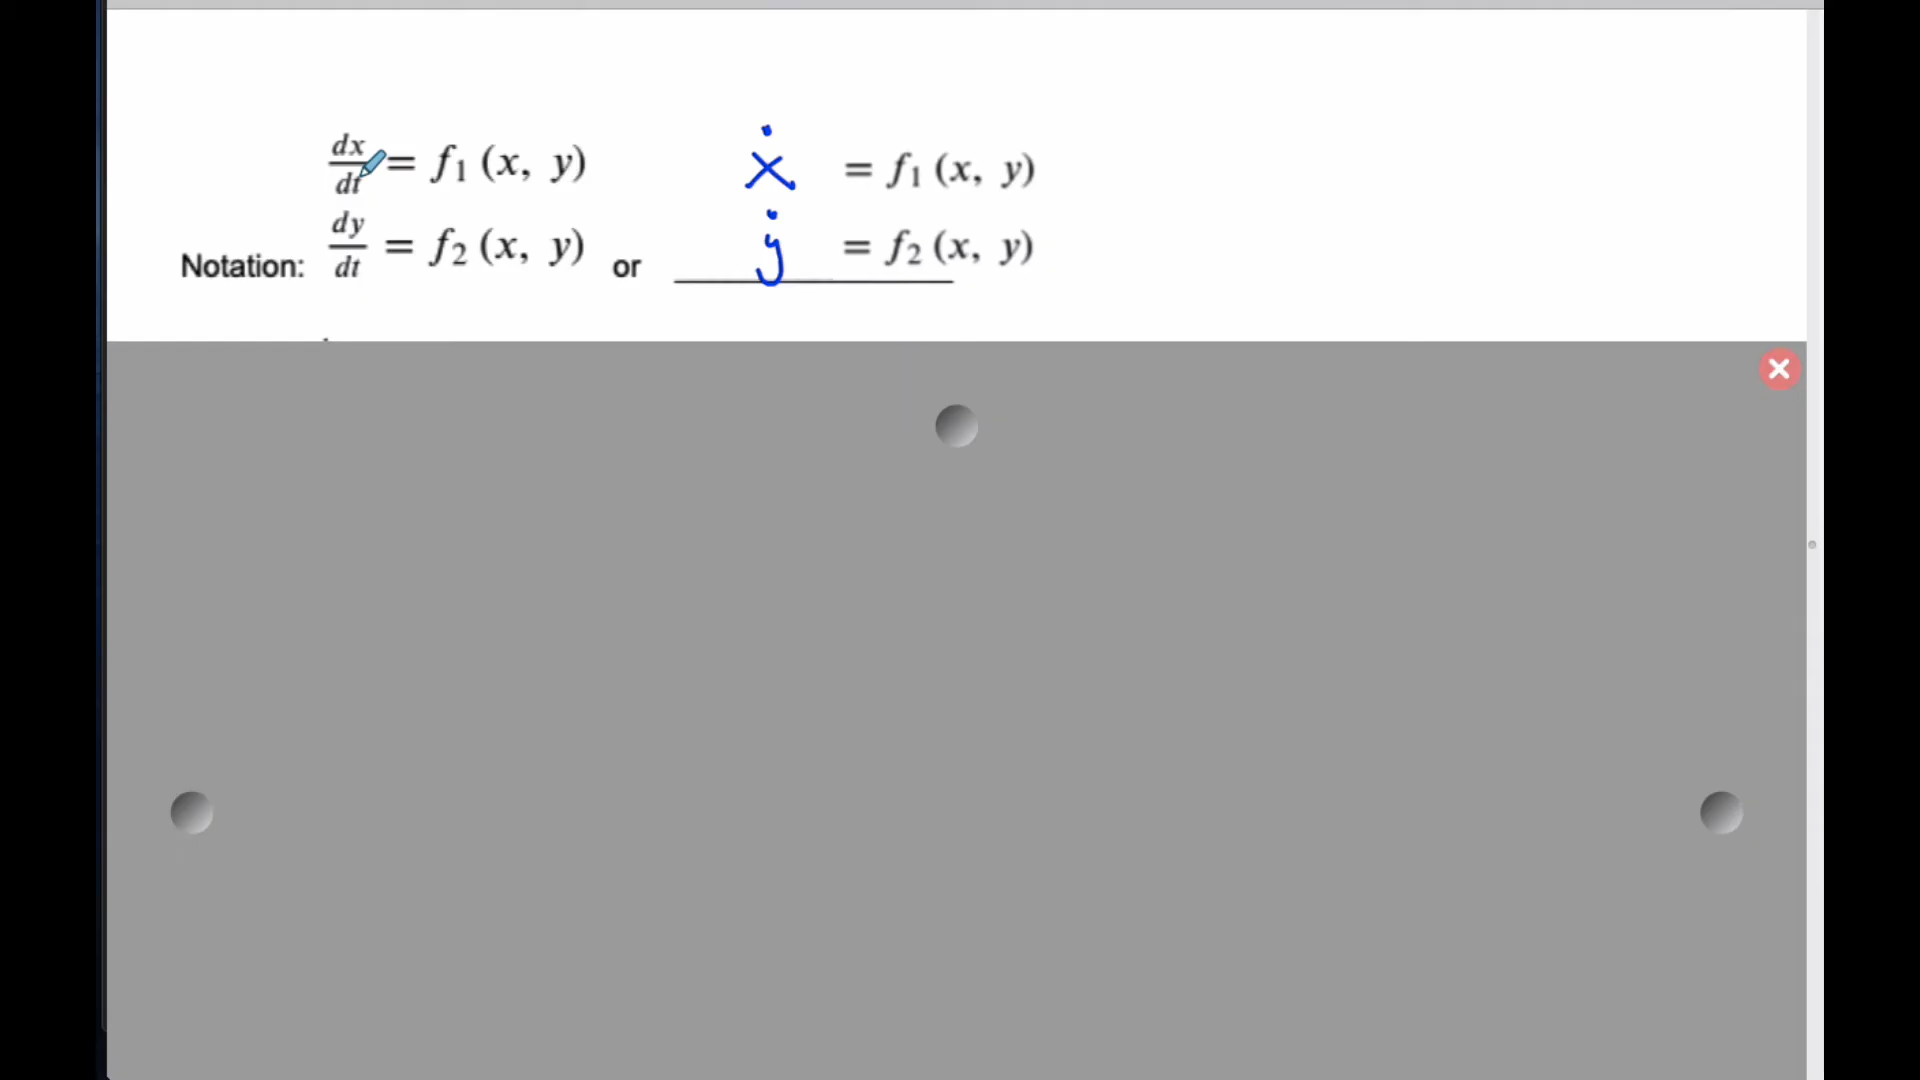 dx/dt = f₁ (x, y) ẋ = f₁ (x, y)
Notation: dy/dt = f₂ (x, y) or ẏ = f₂ (x, y)